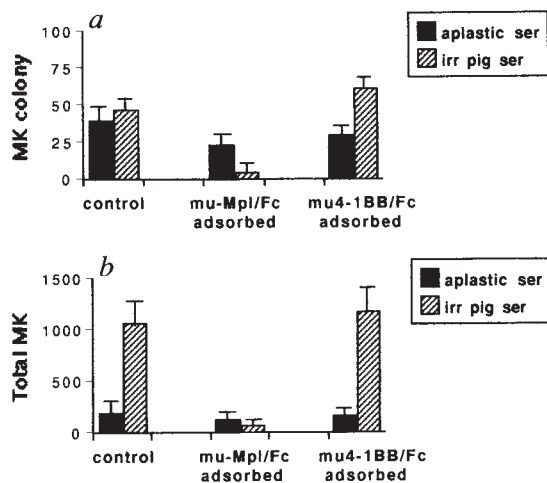 a
aplastic ser
irr pig ser
MK colony
100
75
50
25
0
control
mu-Mpl/Fc adsorbed
mu4-1BB/Fc adsorbed
b
aplastic ser
irr pig ser
Total MK
1500
1000
500
0
control
mu-Mpl/Fc adsorbed
mu4-1BB/Fc adsorbed